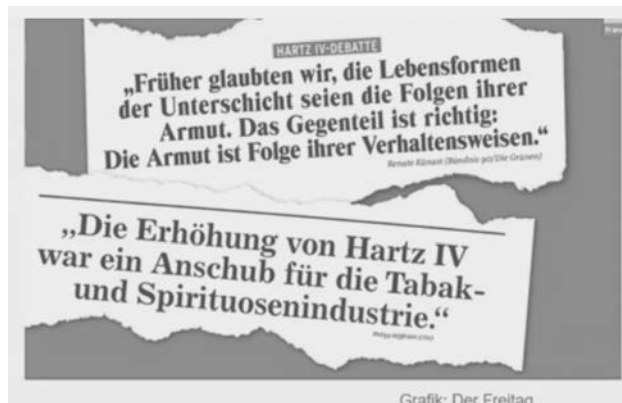 HARTZ IV-DEBATTE
„Früher glaubten wir, die Lebensformen
der Unterschicht seien die Folgen ihrer
Armut. Das Gegenteil ist richtig:
Die Armut ist Folge ihrer Verhaltensweisen.“
Renate Künast (Bündnis 90/Die Grünen)
„Die Erhöhung von Hartz IV
war ein Anschub für die Tabak-
und Spirituosenindustrie.“
Grafik: Der Freitag